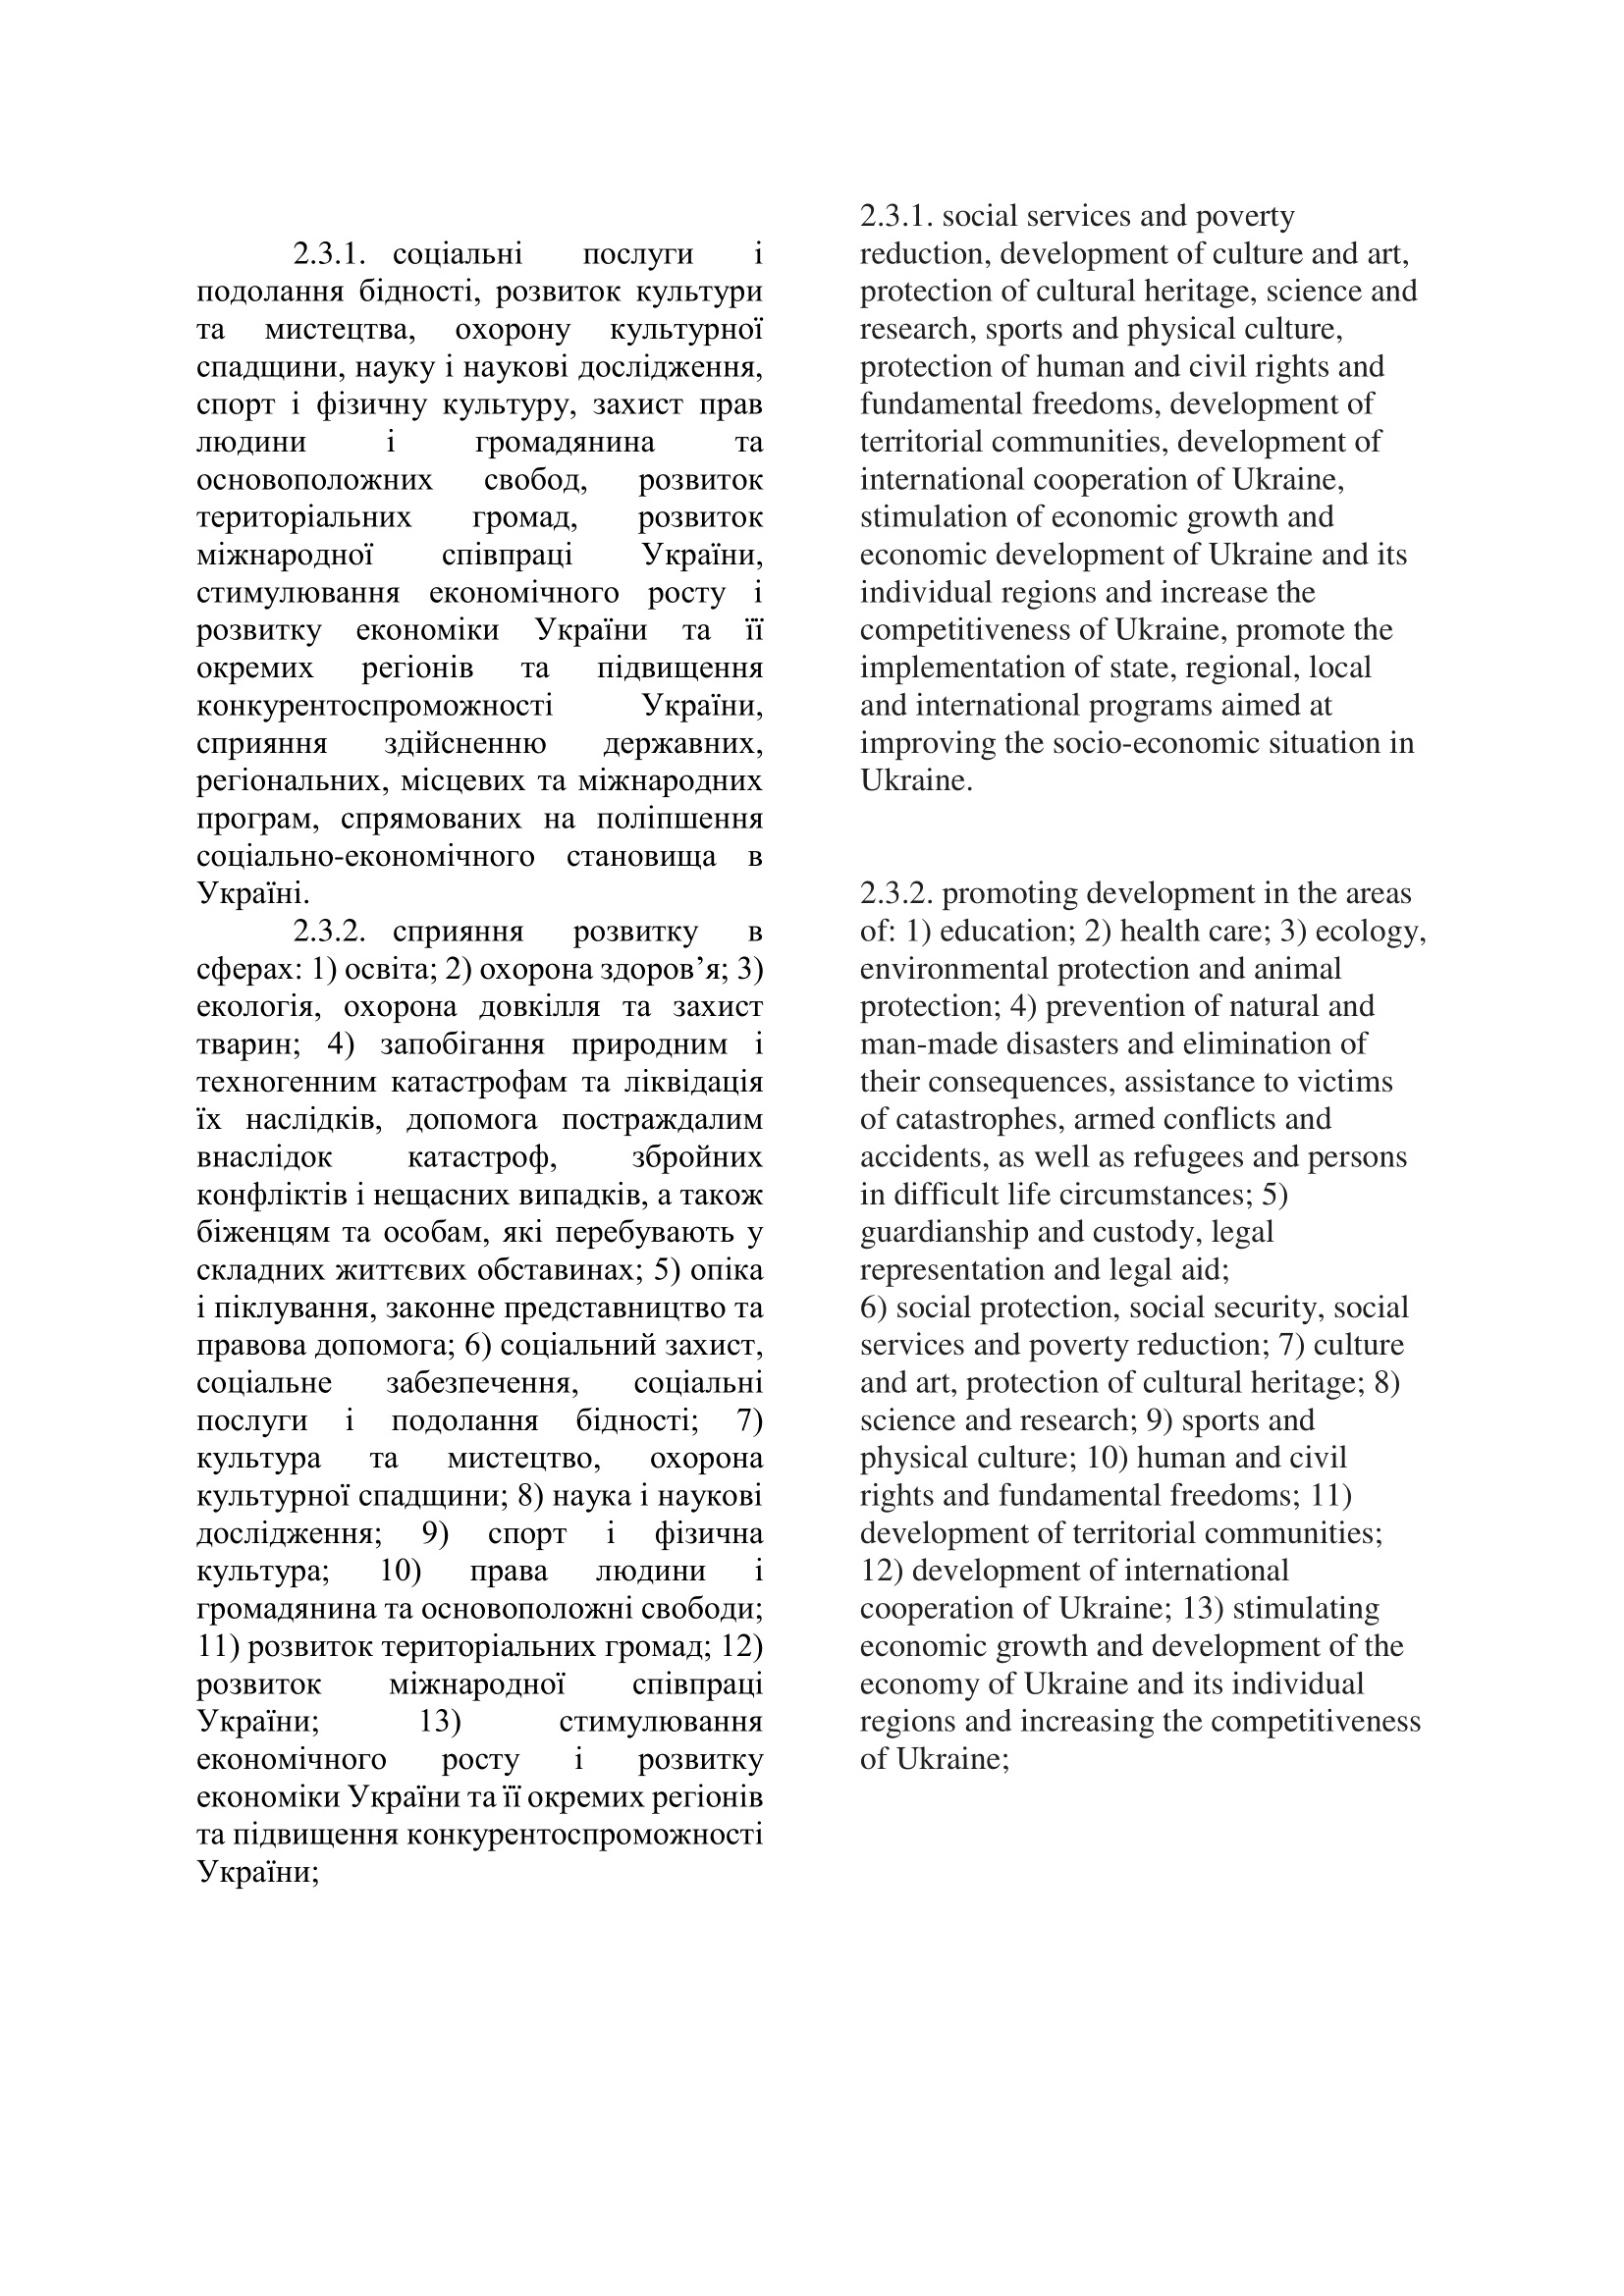 2.3.1. соціальні послуги і
подолання бідності, розвиток культури
та мистецтва, охорону культурної
спадщини, науку і наукові дослідження,
спорт і фізичну культуру, захист прав
людини і громадянина та
основоположних свобод, розвиток
територіальних громад, розвиток
міжнародної співпраці України,
стимулювання економічного росту і
розвитку економіки України та її
окремих регіонів та підвищення
конкурентоспроможності України,
сприяння здійсненню державних,
регіональних, місцевих та міжнародних
програм, спрямованих на поліпшення
соціально-економічного становища в
Україні.
2.3.2. сприяння розвитку в
сферах: 1) освіта; 2) охорона здоров’я; 3)
екологія, охорона довкілля та захист
тварин; 4) запобігання природним і
техногенним катастрофам та ліквідація
їх наслідків, допомога постраждалим
внаслідок катастроф, збройних
конфліктів і нещасних випадків, а також
біженцям та особам, які перебувають у
складних життєвих обставинах; 5) опіка
і піклування, законне представництво та
правова допомога; 6) соціальний захист,
соціальне забезпечення, соціальні
послуги і подолання бідності; 7)
культура та мистецтво, охорона
культурної спадщини; 8) наука і наукові
дослідження; 9) спорт і фізична
культура; 10) права людини і
громадянина та основоположні свободи;
11) розвиток територіальних громад; 12)
розвиток міжнародної співпраці
України; 13) стимулювання
економічного росту і розвитку
економіки України та її окремих регіонів
та підвищення конкурентоспроможності
України;
2.3.1. social services and poverty
reduction, development of culture and art,
protection of cultural heritage, science and
research, sports and physical culture,
protection of human and civil rights and
fundamental freedoms, development of
territorial communities, development of
international cooperation of Ukraine,
stimulation of economic growth and
economic development of Ukraine and its
individual regions and increase the
competitiveness of Ukraine, promote the
implementation of state, regional, local
and international programs aimed at
improving the socio-economic situation in
Ukraine.
2.3.2. promoting development in the areas
of: 1) education; 2) health care; 3) ecology,
environmental protection and animal
protection; 4) prevention of natural and
man-made disasters and elimination of
their consequences, assistance to victims
of catastrophes, armed conflicts and
accidents, as well as refugees and persons
in difficult life circumstances; 5)
guardianship and custody, legal
representation and legal aid;
6) social protection, social security, social
services and poverty reduction; 7) culture
and art, protection of cultural heritage; 8)
science and research; 9) sports and
physical culture; 10) human and civil
rights and fundamental freedoms; 11)
development of territorial communities;
12) development of international
cooperation of Ukraine; 13) stimulating
economic growth and development of the
economy of Ukraine and its individual
regions and increasing the competitiveness
of Ukraine;